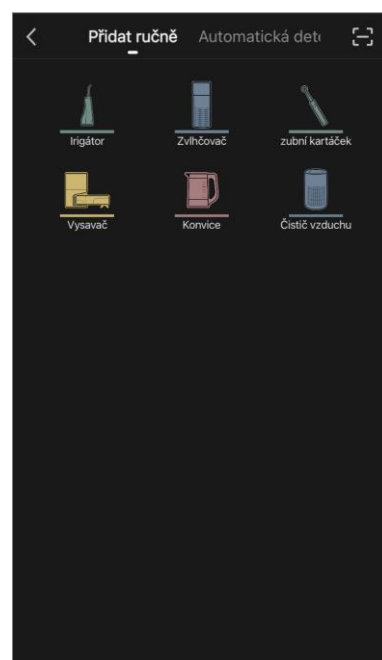 Přidat ručně Automatická det
Irigátor Zvlhčovač zubní kartáček
Vysavač Konvice Čistič vzduchu